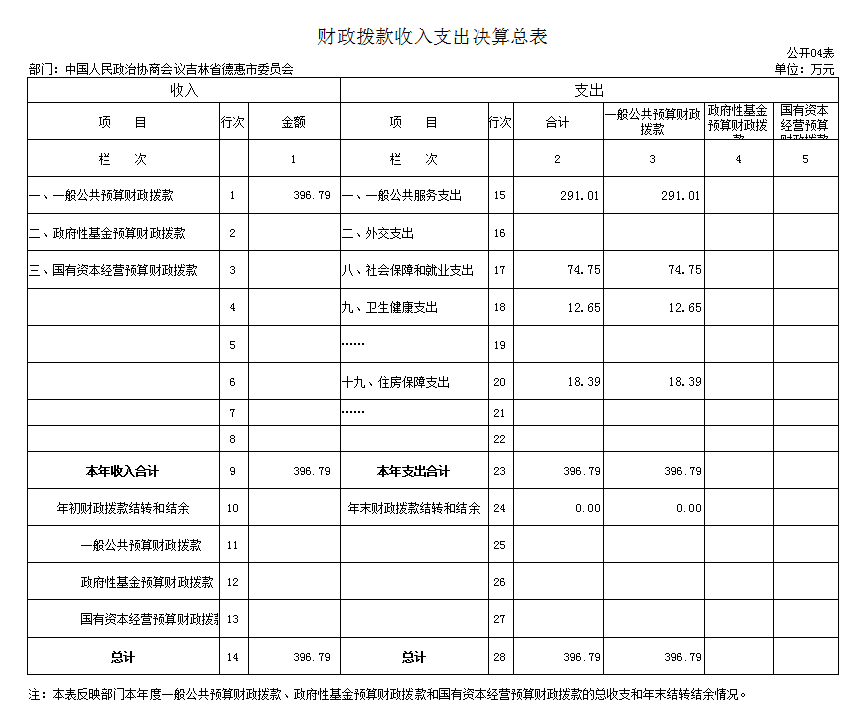 财政拨款收入支出决算总表
公开04表
部门：中国人民政治协商会议吉林省德惠市委员会 单位：万元
收入 支出
项 目 行次 金额 项 目 行次 合计 一般公共预算财政拨款 政府性基金预算财政拨款 国有资本经营预算财政拨款
栏 次 1 栏 次 2 3 4 5
一、一般公共预算财政拨款 1 396.79 一、一般公共服务支出 15 291.01 291.01
二、政府性基金预算财政拨款 2 二、外交支出 16
三、国有资本经营预算财政拨款 3 八、社会保障和就业支出 17 74.75 74.75
4 九、卫生健康支出 18 12.65 12.65
5 …… 19
6 十九、住房保障支出 20 18.39 18.39
7 …… 21
8 22
本年收入合计 9 396.79 本年支出合计 23 396.79 396.79
年初财政拨款结转和结余 10 年末财政拨款结转和结余 24 0.00 0.00
一般公共预算财政拨款 11 25
政府性基金预算财政拨款 12 26
国有资本经营预算财政拨款 13 27
总计 14 396.79 总计 28 396.79 396.79
注：本表反映部门本年度一般公共预算财政拨款、政府性基金预算财政拨款和国有资本经营预算财政拨款的总收支和年末结转结余情况。